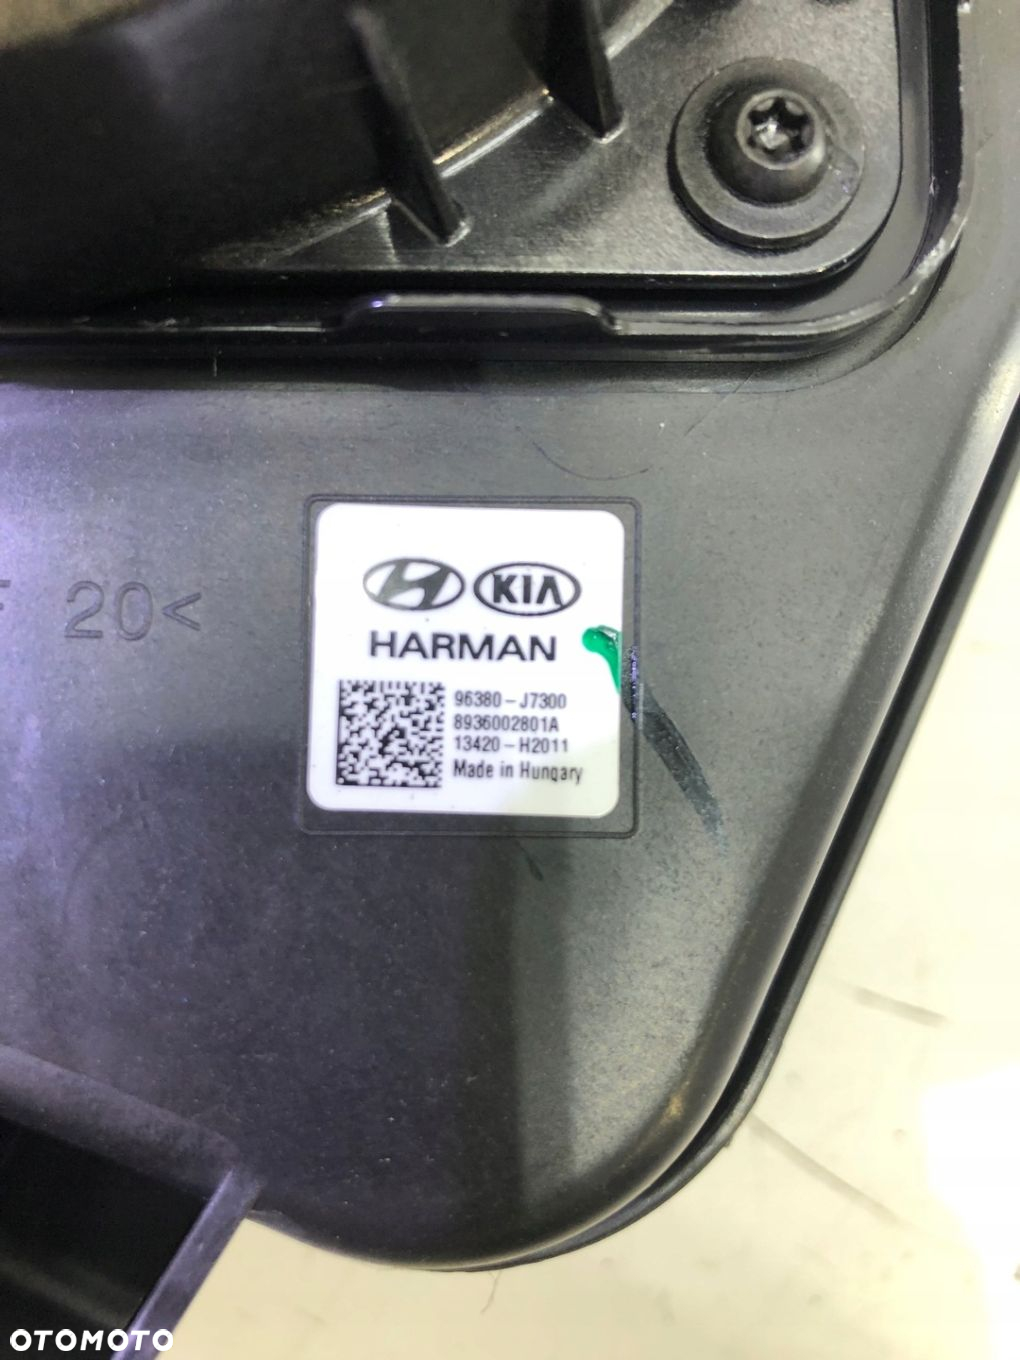 20<
KIA
HARMAN
96380-J7300
8936002801A
13420-H2011
Made in Hungary
OTOMOTO